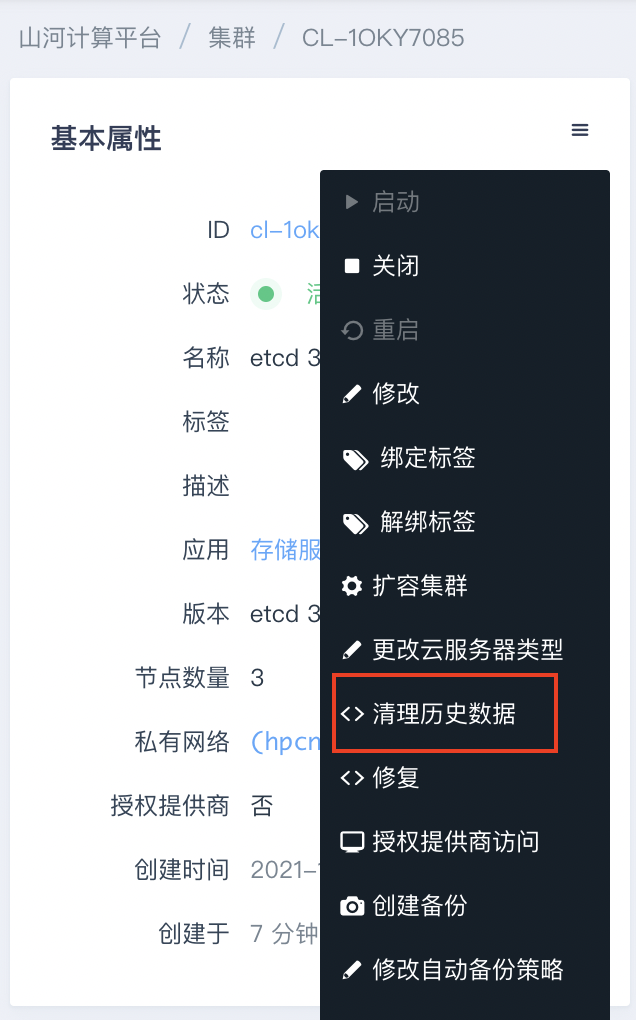 山河计算平台 / 集群 / CL-1OKY7085
基本属性
ID cl-1ok
状态
名称 etcd 3
标签
描述
应用 存储服
版本 etcd 3
节点数量 3
私有网络 (hpcn
授权提供商 否
创建时间 2021-
创建于 7 分钟
启动
关闭
重启
修改
绑定标签
解绑标签
扩容集群
更改云服务器类型
清理历史数据
修复
授权提供商访问
创建备份
修改自动备份策略